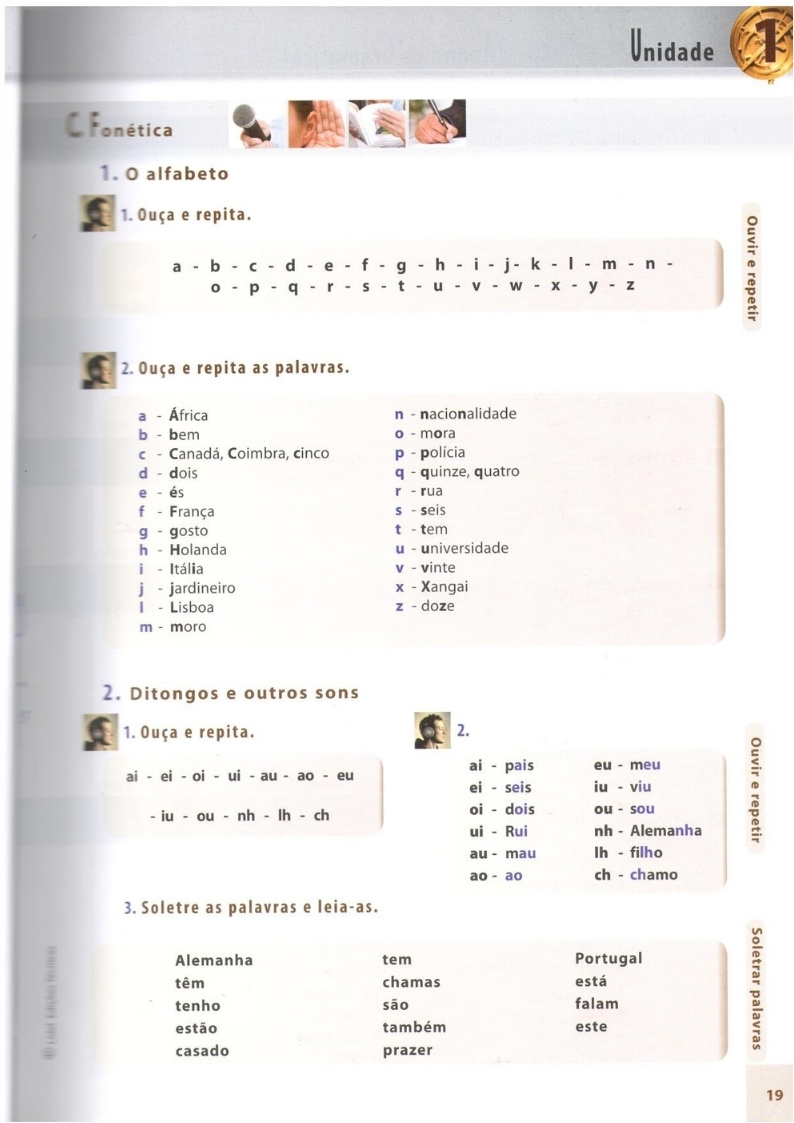 Unidade 1
C. Fonética
1. O alfabeto
1. Ouça e repita.
a - b - c - d - e - f - g - h - i - j- k - l - m - n -
o - p - q - r - s - t - u - v - w - x - y - z
Ouvir e repetir
2. Ouça e repita as palavras.
a - África
b - bem
c - Canadá, Coimbra, cinco
d - dois
e - és
f - França
g - gosto
h - Holanda
i - Itália
j - jardineiro
l - Lisboa
m - moro
n - nacionalidade
o - mora
p - polícia
q - quinze, quatro
r - rua
s - seis
t - tem
u - universidade
v - vinte
x - Xangai
z - doze
2. Ditongos e outros sons
1. Ouça e repita.
ai - ei - oi - ui - au - ao - eu
- iu - ou - nh - lh - ch
2.
ai - pais
ei - seis
oi - dois
ui - Rui
au - mau
ao - ao
eu - meu
iu - viu
ou - sou
nh - Alemanha
lh - filho
ch - chamo
Ouvir e repetir
3. Soletre as palavras e leia-as.
Alemanha
têm
tenho
estão
casado
tem
chamas
são
também
prazer
Portugal
está
falam
este
Soletrar palavras
© Lidel Edições Técnicas
19